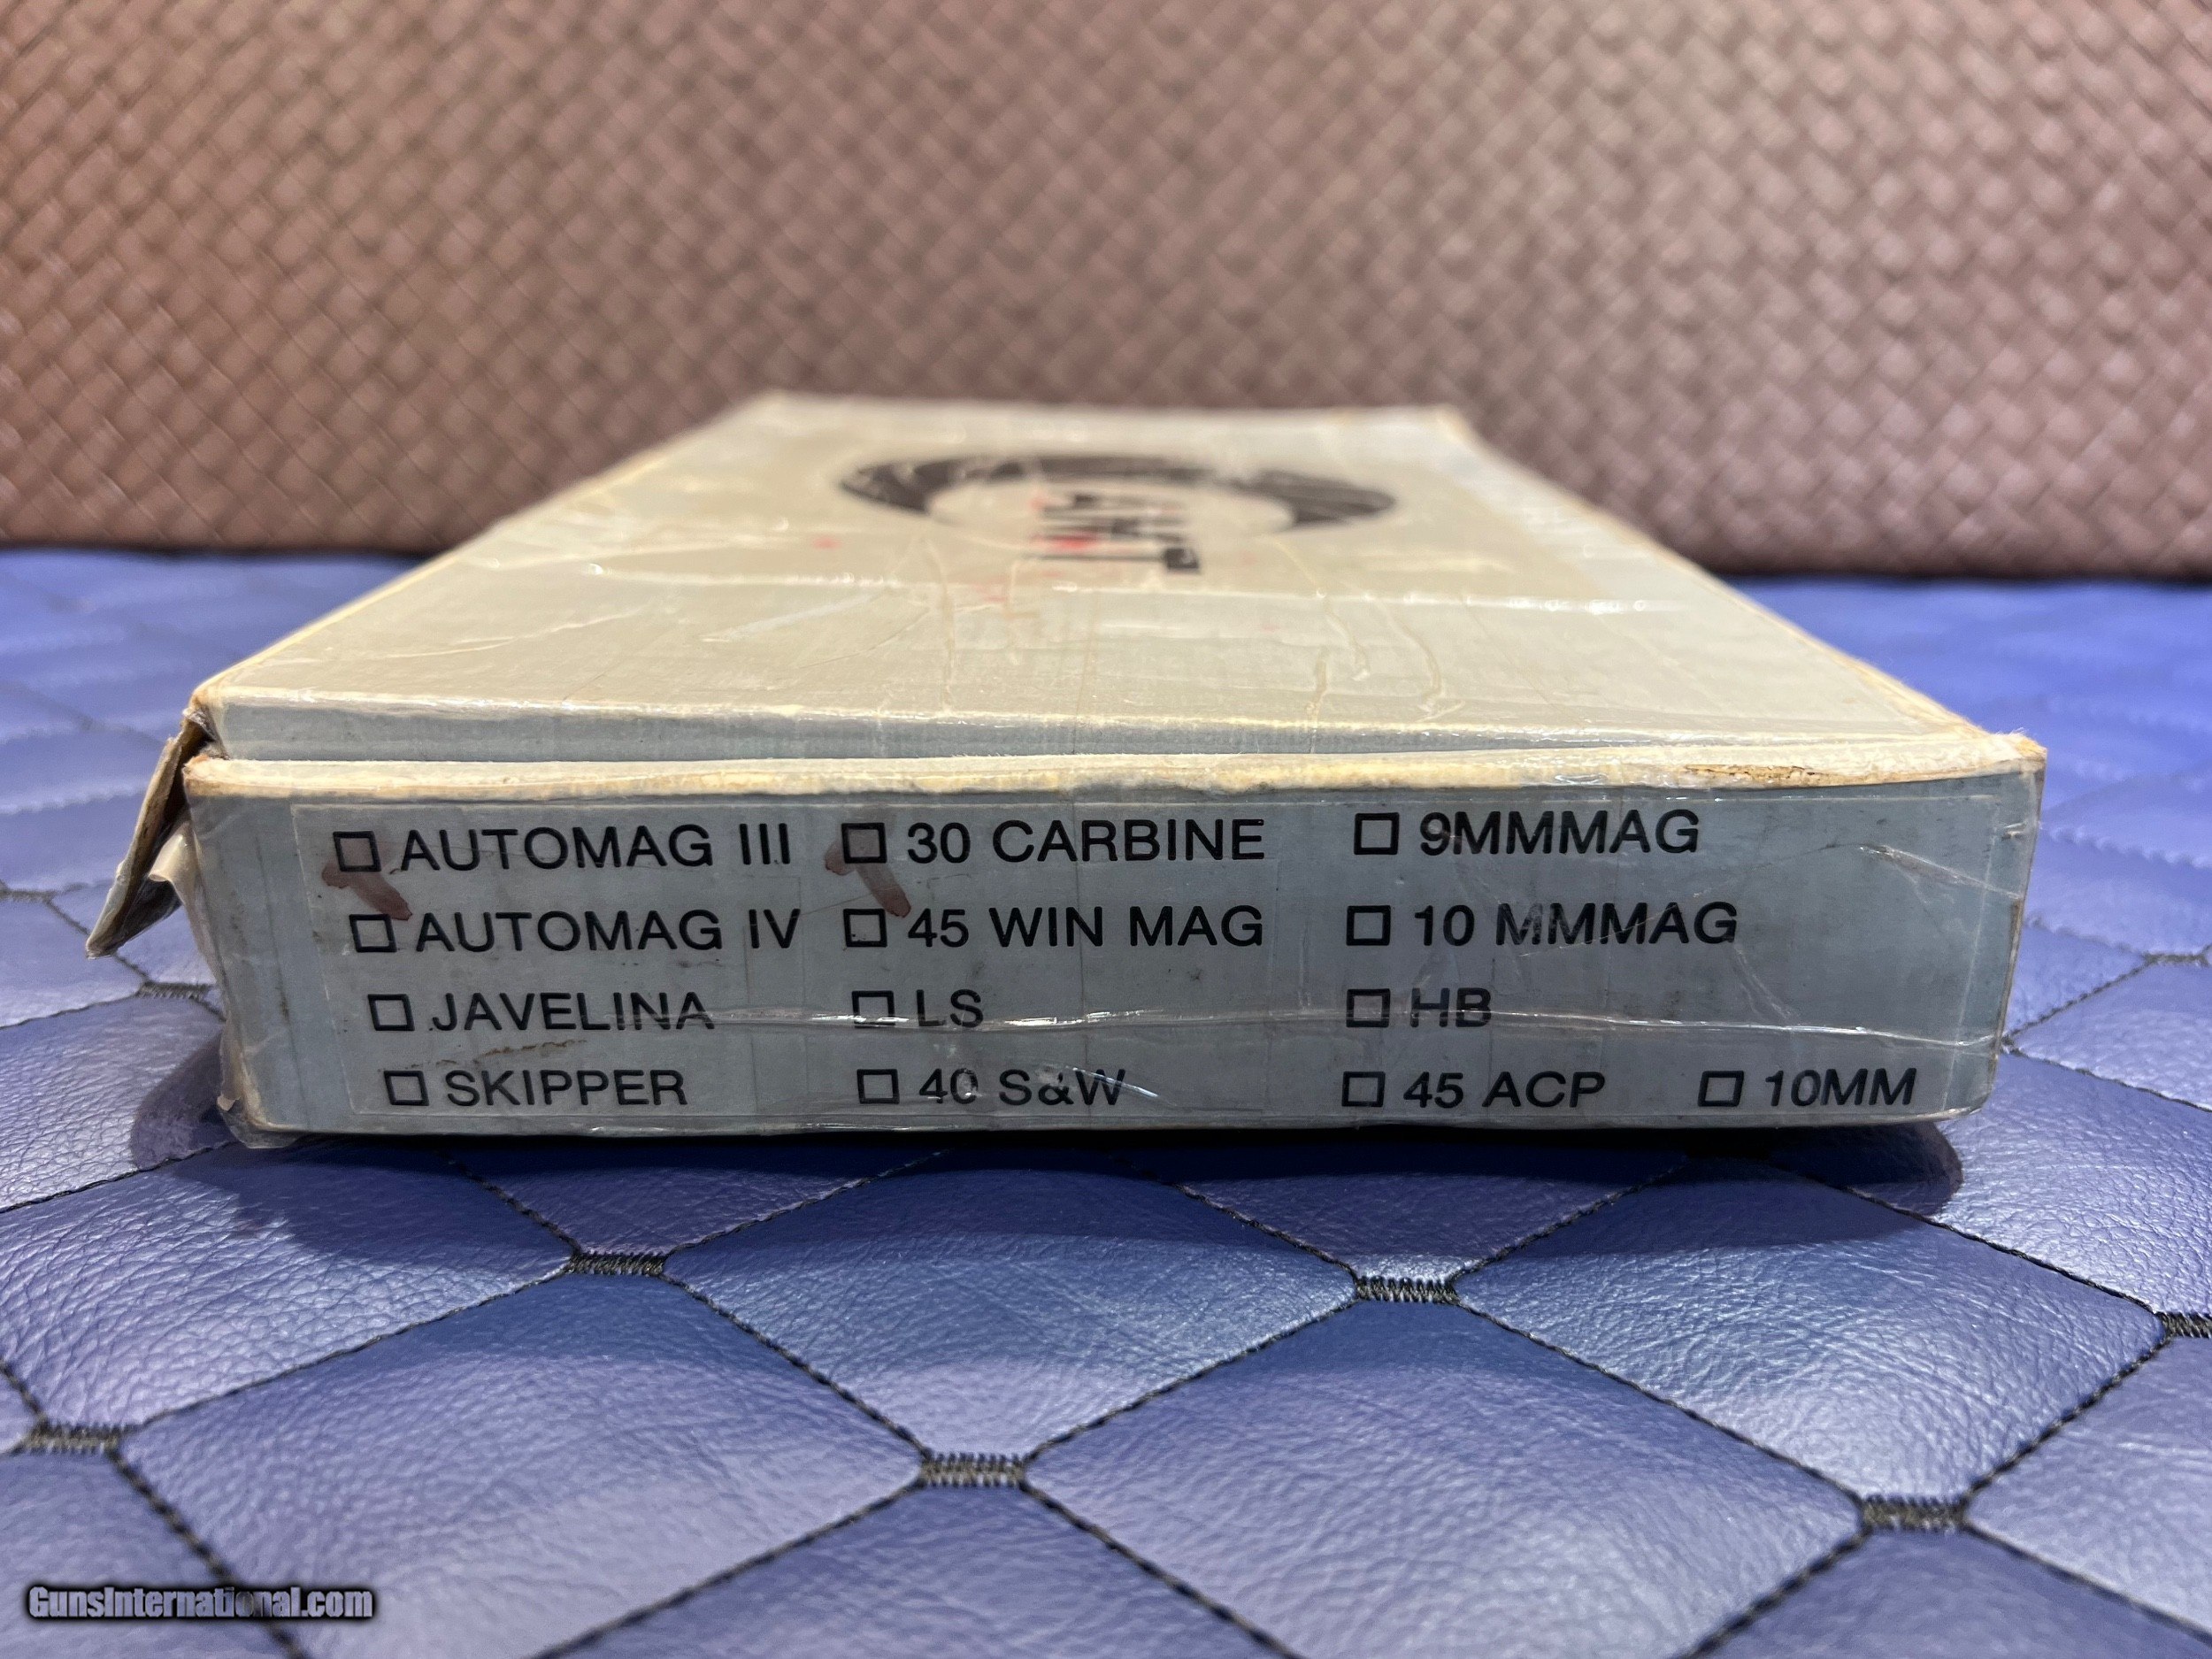 ☐ AUTOMAG III ☐ 30 CARBINE ☐ 9MMMAG
☐ AUTOMAG IV ☐ 45 WIN MAG ☐ 10 MMMAG
☐ JAVELINA ☐ LS ☐ HB
☐ SKIPPER ☐ 40 S&W ☐ 45 ACP ☐ 10MM
GunsInternational.com